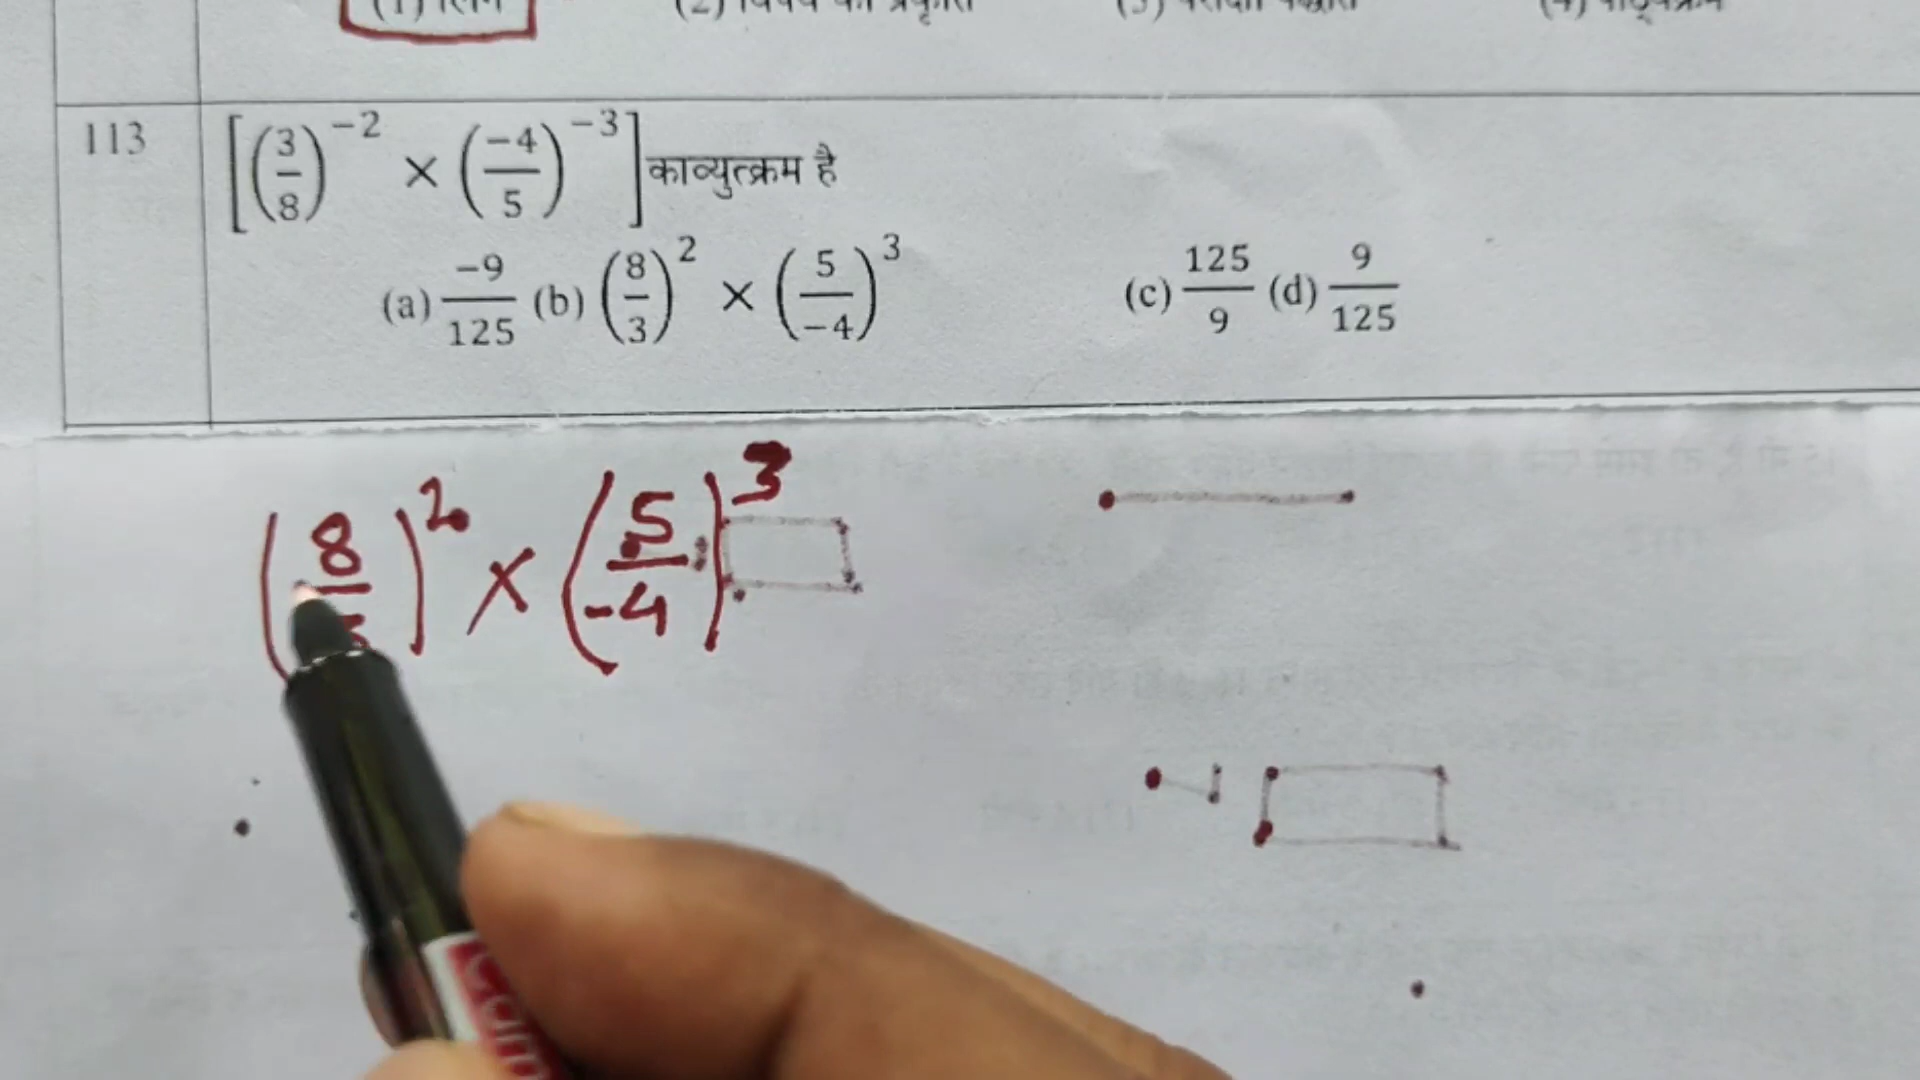 113 [(3/8)^-2 × (-4/5)^-3] काव्युत्क्रम है
(a) -9/125 (b) (8/3)^2 × (5/-4)^3 (c) 125/9 (d) 9/125
(8/)^2 × (5/-4)^3